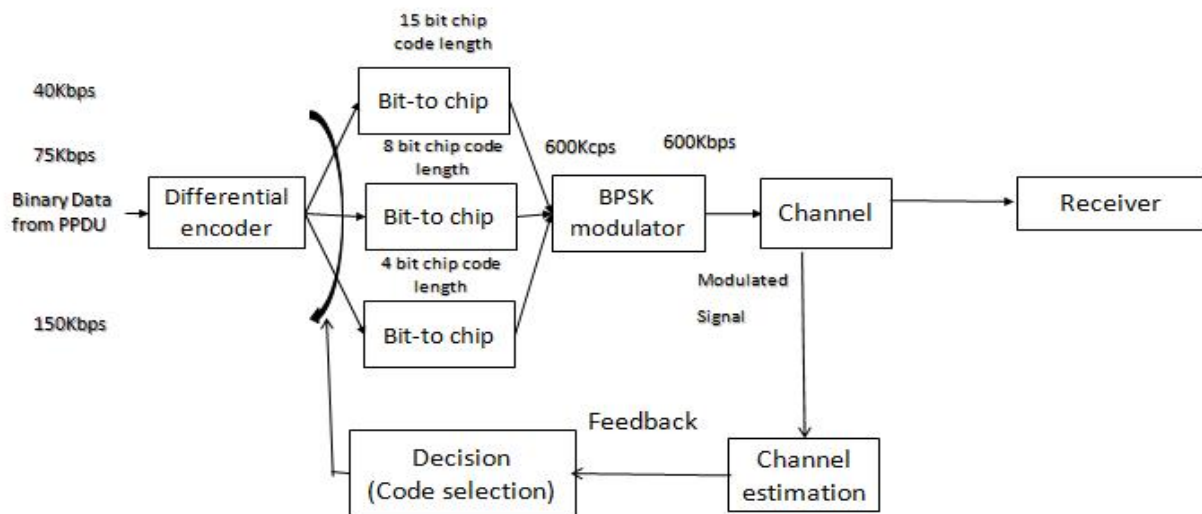 15 bit chip
code length
40Kbps
Bit-to chip
75Kbps
8 bit chip code
length
600Kcps
600Kbps
Binary Data
from PPDU
Differential
encoder
Bit-to chip
BPSK
modulator
Channel
Receiver
4 bit chip code
length
150Kbps
Bit-to chip
Modulated
Signal
Feedback
Decision
(Code selection)
Channel
estimation